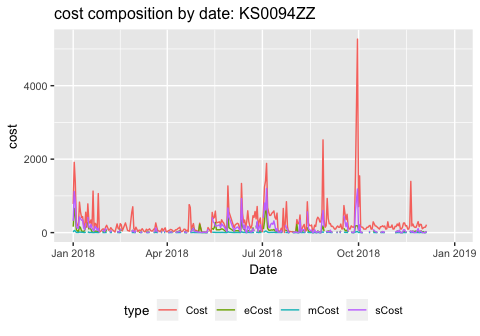 cost composition by date: KS0094ZZ
cost
4000
2000
0
Jan 2018 Apr 2018 Jul 2018 Oct 2018 Jan 2019
Date
type Cost eCost mCost sCost